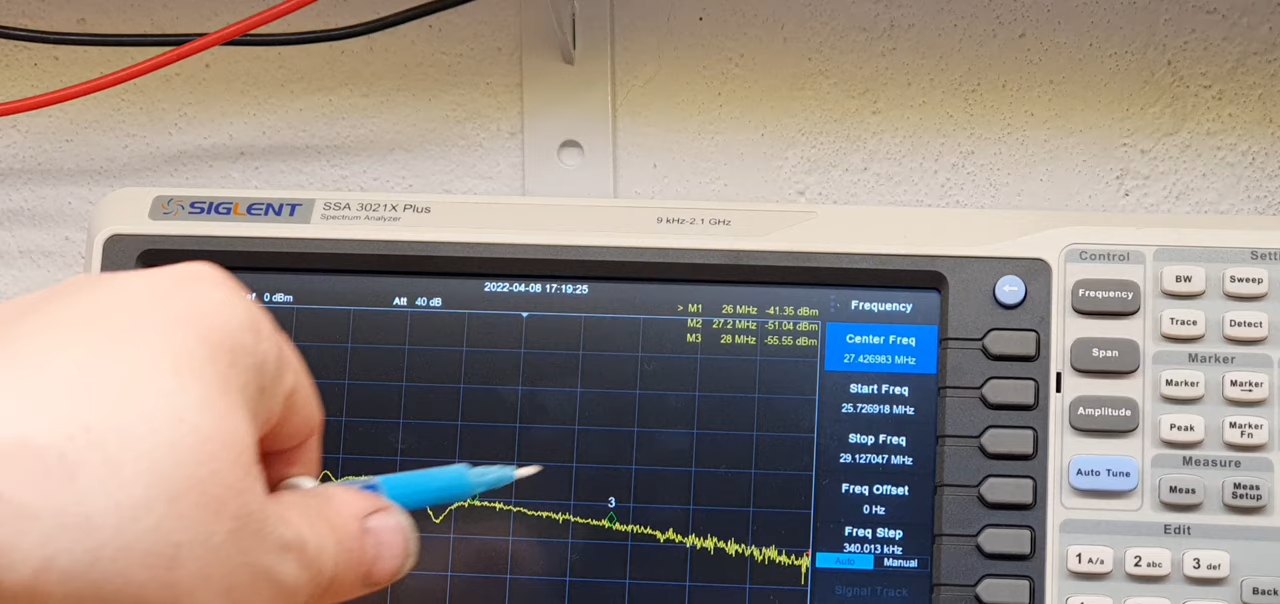 SIGLENT SSA 3021X Plus
Spectrum Analyzer
9 kHz-2.1 GHz
2022-04-08 17:19:25
0 dBm Att 40 dB
> M1 26 MHz -41.35 dBm
M2 27.2 MHz -51.04 dBm
M3 28 MHz -55.55 dBm
3
Frequency
Center Freq
27.426983 MHz
Start Freq
25.726918 MHz
Stop Freq
29.127047 MHz
Freq Offset
0 Hz
Freq Step
340.013 kHz
Auto Manual
Signal Track
Control
Frequency
Span
Amplitude
Auto Tune
BW Sweep
Trace Detect
Marker
Marker Marker →
Peak Marker Fn
Measure
Meas Meas Setup
Edit
1 A/a 2 abc 3 def
Back